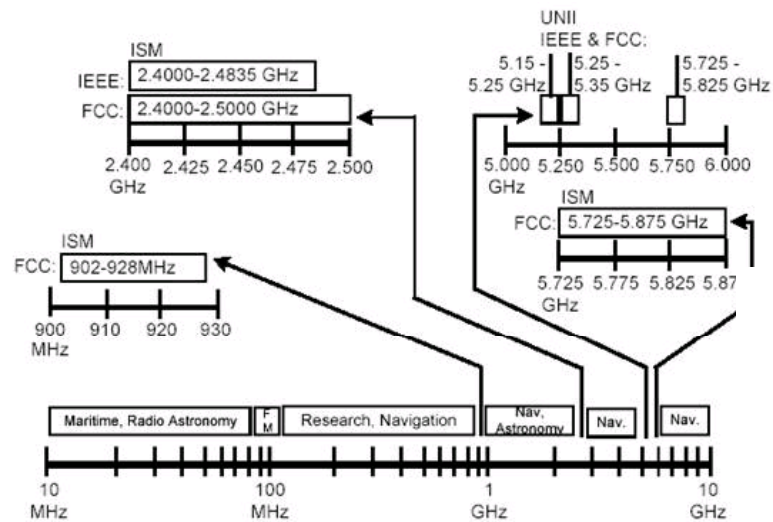 ISM
IEEE: 2.4000-2.4835 GHz
FCC: 2.4000-2.5000 GHz
2.400 2.425 2.450 2.475 2.500
GHz
UNII
IEEE & FCC:
5.15 - 5.25 - 5.725 -
5.25 GHz 5.35 GHz 5.825 GHz
5.000 5.250 5.500 5.750 6.000
GHz
ISM
FCC: 5.725-5.875 GHz
5.725 5.775 5.825 5.87
GHz
ISM
FCC: 902-928MHz
900 910 920 930
MHz
Maritime, Radio Astronomy
F
M
Research, Navigation
Nav,
Astronomy
Nav.
Nav.
10 100 1 10
MHz MHz GHz GHz